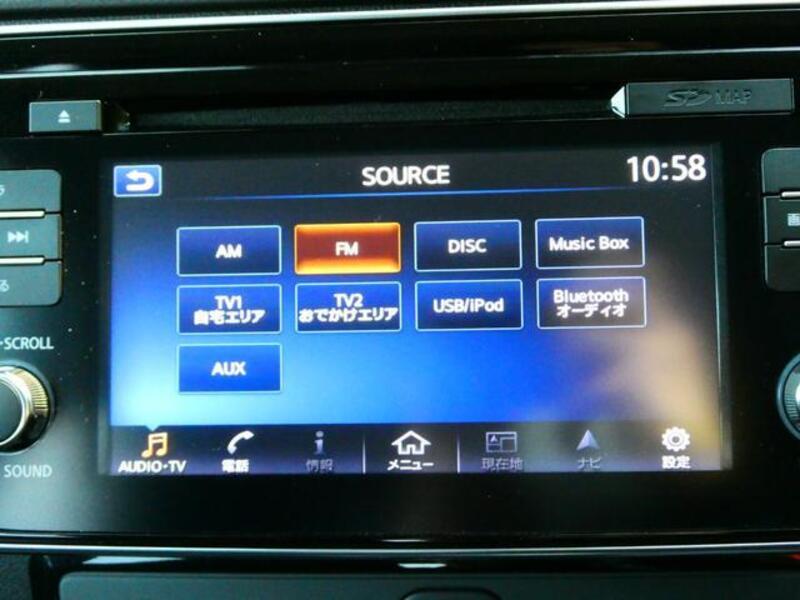 SD MAP
SOURCE
10:58
AM
FM
DISC
Music Box
TV1
自宅エリア
TV2
おでかけエリア
USB/iPod
Bluetooth
オーディオ
AUX
SCROLL
SOUND
AUDIO・TV
電話
情報
メニュー
現在地
ナビ
設定